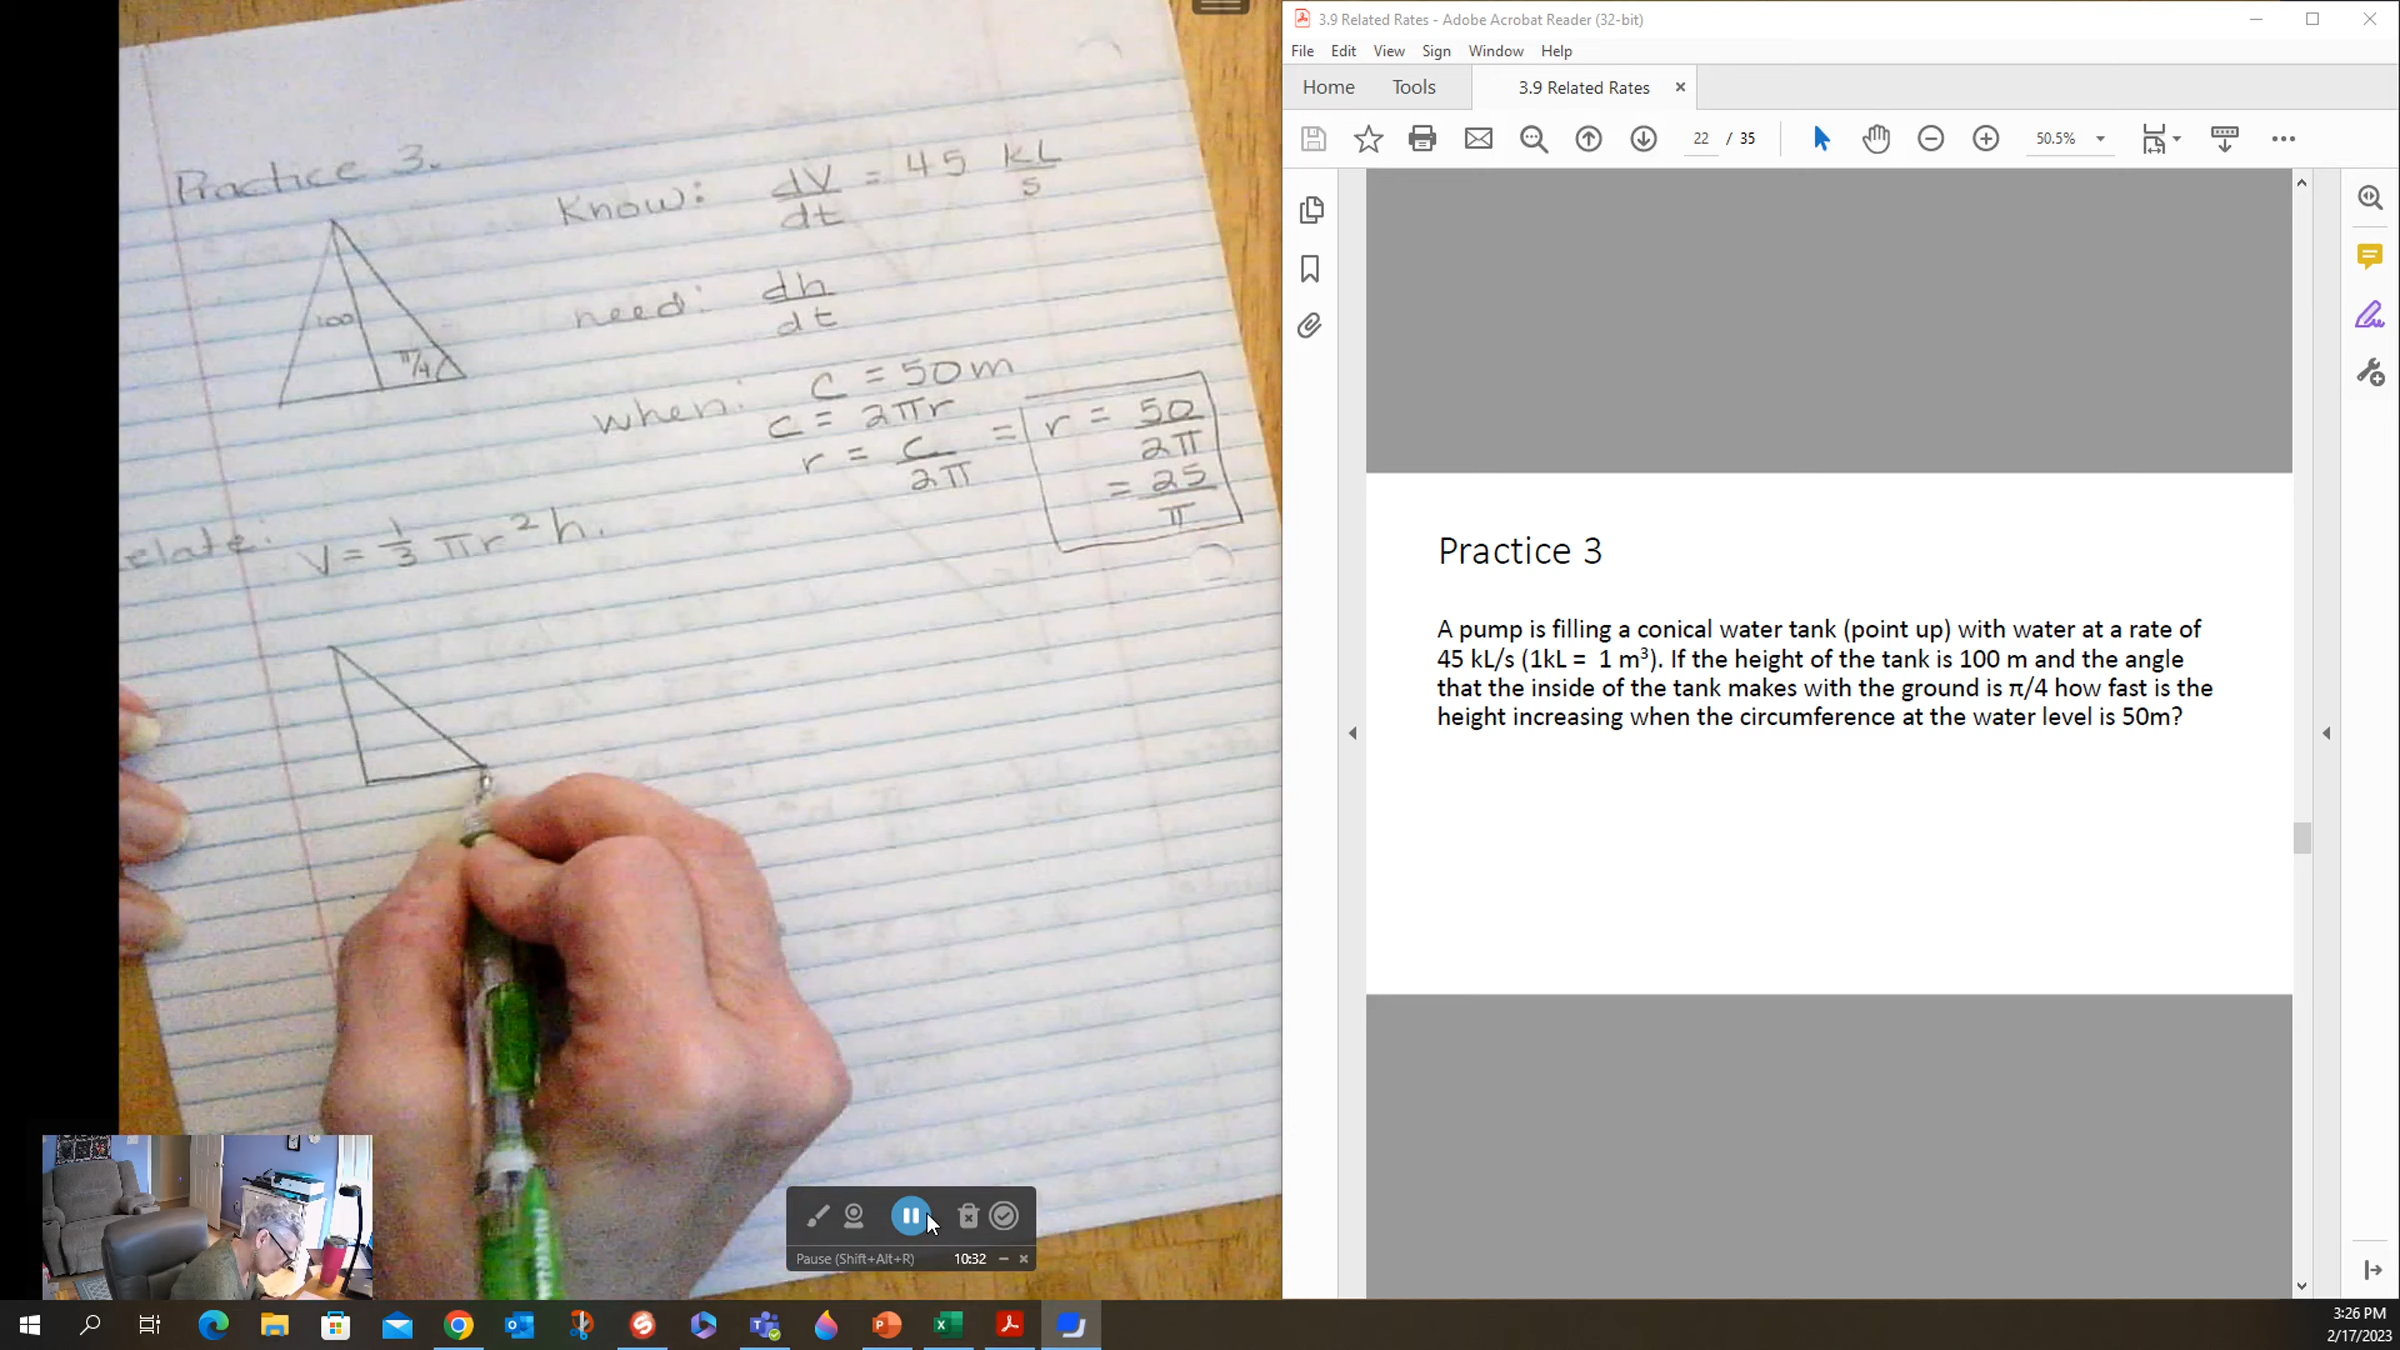 Practice 3.
Know: dV/dt = 45 kL/s
100
π/4
need: dh/dt
when: C = 50m
C = 2πr
r = C/2π =
r = 50/2π
= 25/π
elate: V = 1/3 πr²h.
Pause (Shift+Alt+R) 10:32
3.9 Related Rates - Adobe Acrobat Reader (32-bit)
File Edit View Sign Window Help
Home Tools 3.9 Related Rates
22 / 35 50.5%
Practice 3
A pump is filling a conical water tank (point up) with water at a rate of
45 kL/s (1kL = 1 m³). If the height of the tank is 100 m and the angle
that the inside of the tank makes with the ground is π/4 how fast is the
height increasing when the circumference at the water level is 50m?
3:26 PM
2/17/2023